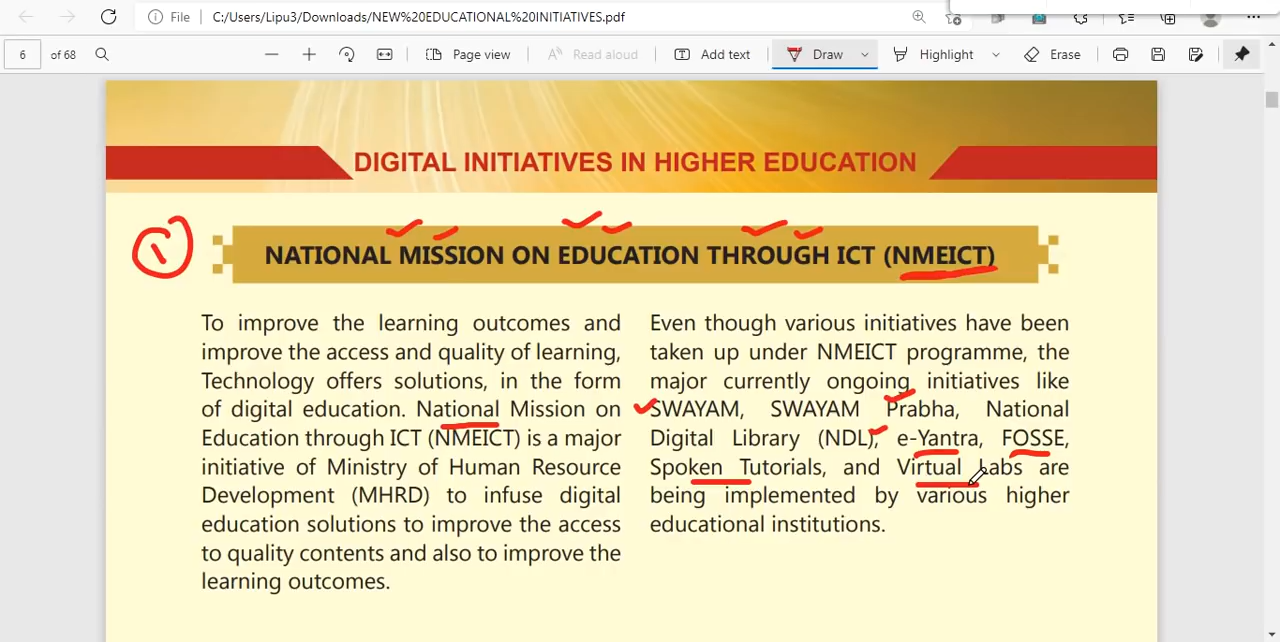 File C:/Users/Lipu3/Downloads/NEW%20EDUCATIONAL%20INITIATIVES.pdf
6 of 68 Page view Read aloud Add text Draw Highlight Erase
DIGITAL INITIATIVES IN HIGHER EDUCATION
1
NATIONAL MISSION ON EDUCATION THROUGH ICT (NMEICT)
To improve the learning outcomes and
improve the access and quality of learning,
Technology offers solutions, in the form
of digital education. National Mission on
Education through ICT (NMEICT) is a major
initiative of Ministry of Human Resource
Development (MHRD) to infuse digital
education solutions to improve the access
to quality contents and also to improve the
learning outcomes.
Even though various initiatives have been
taken up under NMEICT programme, the
major currently ongoing initiatives like
SWAYAM, SWAYAM Prabha, National
Digital Library (NDL), e-Yantra, FOSSE,
Spoken Tutorials, and Virtual Labs are
being implemented by various higher
educational institutions.